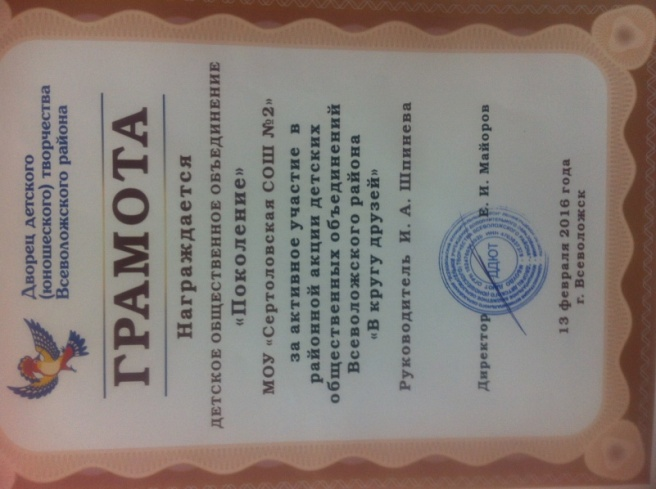 Дворец детского
(юношеского) творчества
Всеволожского района
ГРАМОТА
Награждается
ДЕТСКОЕ ОБЩЕСТВЕННОЕ ОБЪЕДИНЕНИЕ
«Поколение»
МОУ «Сертоловская СОШ №2»
за активное участие в
районной акции детских
общественных объединений
Всеволожского района
«В кругу друзей»
Руководитель И. А. Шпинева
Директор Е. И. Майоров
ДДЮТ
13 февраля 2016 года
г. Всеволожск